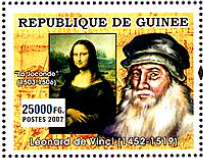 REPUBLIQUE DE GUINEE
"La Joconde"
(1503-1506)
25000FG.
POSTES 2007
Léonard de Vinci (1452-1519)